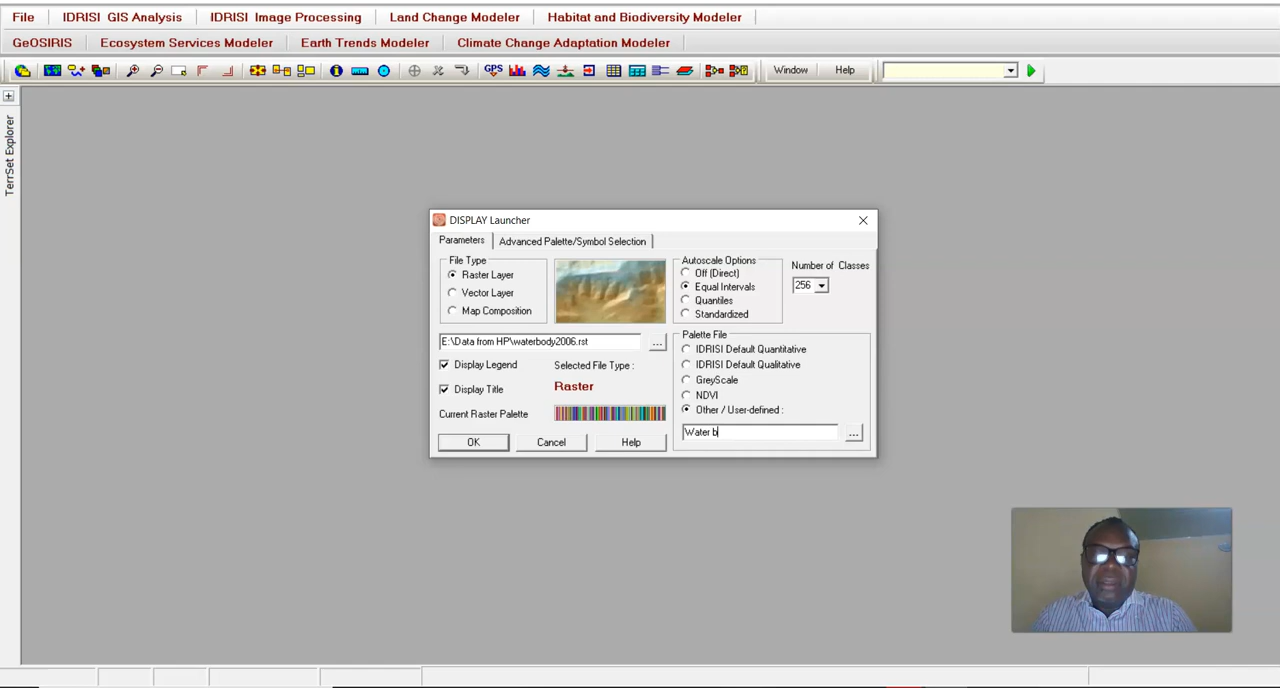 File IDRISI GIS Analysis IDRISI Image Processing Land Change Modeler Habitat and Biodiversity Modeler
GeOSIRIS Ecosystem Services Modeler Earth Trends Modeler Climate Change Adaptation Modeler
GPS Window Help
TerrSet Explorer
DISPLAY Launcher
Parameters Advanced Palette/Symbol Selection
File Type
Raster Layer
Vector Layer
Map Composition
Autoscale Options
Off (Direct)
Equal Intervals
Quantiles
Standardized
Number of Classes
256
E:\Data from HP\waterbody2006.rst ...
Display Legend
Display Title
Selected File Type :
Raster
Current Raster Palette
Palette File
IDRISI Default Quantitative
IDRISI Default Qualitative
GreyScale
NDVI
Other / User-defined :
Water b ...
OK Cancel Help